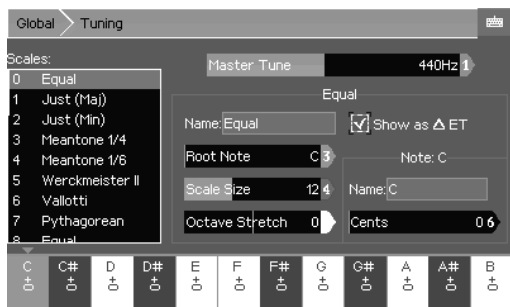 Global Tuning
Scales:
Master Tune 440Hz 1
0 Equal
1 Just (Maj)
2 Just (Min)
3 Meantone 1/4
4 Meantone 1/6
5 Werckmeister II
6 Vallotti
7 Pythagorean
8 Equal
Equal
Name: Equal
Show as Δ ET
Root Note C 3
Note: C
Scale Size 12 4
Name: C
Octave Stretch 0
Cents 0 6
C C# D D# E F F# G G# A A# B